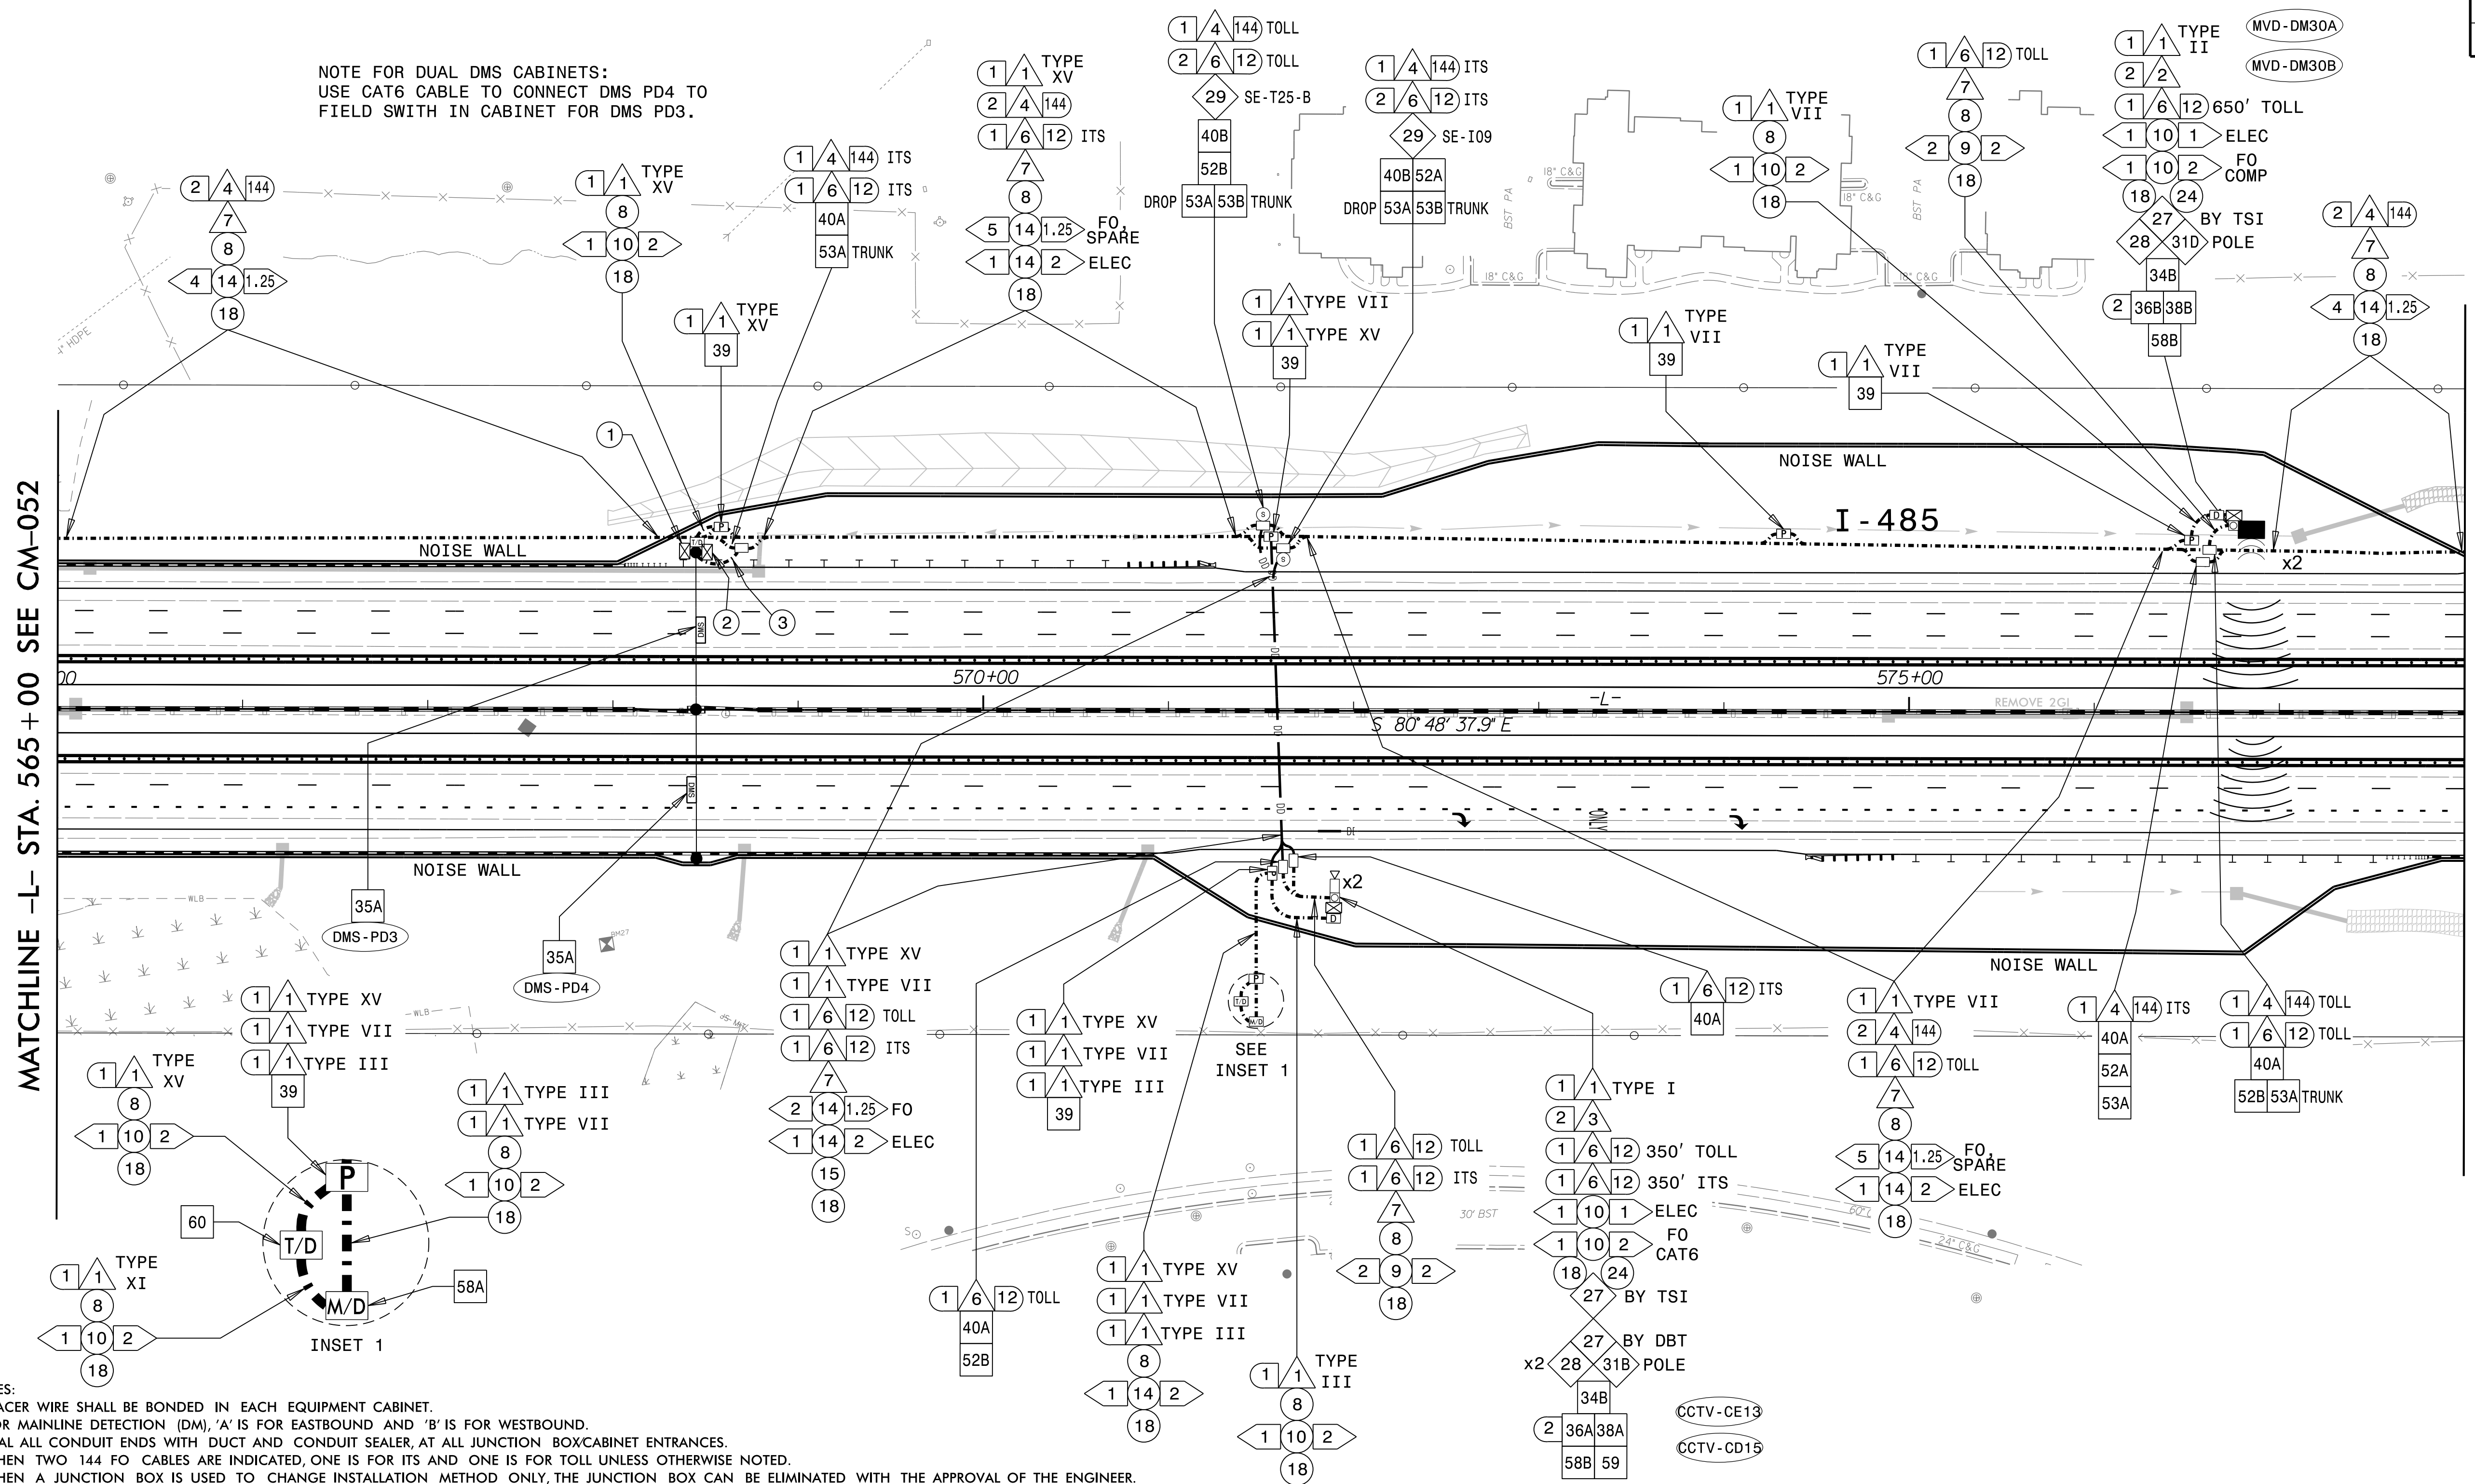 NOTE FOR DUAL DMS CABINETS:
USE CAT6 CABLE TO CONNECT DMS PD4 TO
FIELD SWITH IN CABINET FOR DMS PD3.
2 4 144
7
8
4 14 1.25
18
1 1 TYPE XV
8
1 10 2
18
1 4 144 ITS
1 6 12 ITS
40A
53A TRUNK
1 1 TYPE XV
39
1 1 TYPE XV
2 4 144
1 6 12 ITS
7
8
5 14 1.25 FO, SPARE
1 14 2 ELEC
18
1 4 144 TOLL
2 6 12 TOLL
29 SE-T25-B
40B
52B
DROP 53A 53B TRUNK
1 4 144 ITS
2 6 12 ITS
29 SE-I09
40B 52A
DROP 53A 53B TRUNK
1 1 TYPE VII
1 1 TYPE XV
39
1 1 TYPE VII
8
1 10 2
18
1 1 TYPE VII
39
1 1 TYPE VII
39
1 6 12 TOLL
7
8
2 9 2
18
1 1 TYPE II
2 2
1 6 12 650' TOLL
1 10 1 ELEC
1 10 2 FO COMP
18 24
27 BY TSI
28 31D POLE
34B
2 36B 38B
58B
MVD-DM30A
MVD-DM30B
2 4 144
7
8
4 14 1.25
18
4" HDPE
BST PA
18" C&G
18" C&G
BST PA
18" C&G
18" C&G
18" C&G
1
2
3
NOISE WALL
NOISE WALL
I-485
P
T/D
P
S
S
P
P
D
x2
DMS
DMS
MATCHLINE -L- STA. 565+00 SEE CM-052
00
570+00
575+00
-L-
S 80° 48' 37.9" E
REMOVE 2GI
ONLY
NOISE WALL
NOISE WALL
WLB
WLB
BM27
35A
DMS-PD3
35A
DMS-PD4
x2
D
P
P
T/D
M/D
SEE
INSET 1
1 1 TYPE XV
1 1 TYPE VII
1 1 TYPE III
39
1 1 TYPE XV
8
1 10 2
18
1 1 TYPE III
1 1 TYPE VII
8
1 10 2
18
60
P
T/D
M/D
58A
INSET 1
1 1 TYPE XI
8
1 10 2
18
1 1 TYPE XV
1 1 TYPE VII
1 6 12 TOLL
1 6 12 ITS
7
2 14 1.25 FO
1 14 2 ELEC
15
18
1 6 12 TOLL
40A
52B
1 1 TYPE XV
1 1 TYPE VII
1 1 TYPE III
39
1 1 TYPE XV
1 1 TYPE VII
1 1 TYPE III
8
1 14 2
18
1 1 TYPE III
8
1 10 2
18
1 6 12 TOLL
1 6 12 ITS
7
8
2 9 2
18
1 1 TYPE I
2 3
1 6 12 350' TOLL
1 6 12 350' ITS
1 10 1 ELEC
1 10 2 FO CAT6
18 24
27 BY TSI
27 BY DBT
x2 28 31B POLE
34B
2 36A 38A
58B 59
CCTV-CE13
CCTV-CD15
1 6 12 ITS
40A
1 1 TYPE VII
2 4 144
1 6 12 TOLL
7
8
5 14 1.25 FO, SPARE
1 14 2 ELEC
18
1 4 144 ITS
40A
52A
53A
1 4 144 TOLL
1 6 12 TOLL
40A
52B 53A TRUNK
30' BST
24" C&G
S
ES:
ACER WIRE SHALL BE BONDED IN EACH EQUIPMENT CABINET.
OR MAINLINE DETECTION (DM), 'A' IS FOR EASTBOUND AND 'B' IS FOR WESTBOUND.
AL ALL CONDUIT ENDS WITH DUCT AND CONDUIT SEALER, AT ALL JUNCTION BOX/CABINET ENTRANCES.
HEN TWO 144 FO CABLES ARE INDICATED, ONE IS FOR ITS AND ONE IS FOR TOLL UNLESS OTHERWISE NOTED.
HEN A JUNCTION BOX IS USED TO CHANGE INSTALLATION METHOD ONLY, THE JUNCTION BOX CAN BE ELIMINATED WITH THE APPROVAL OF THE ENGINEER.